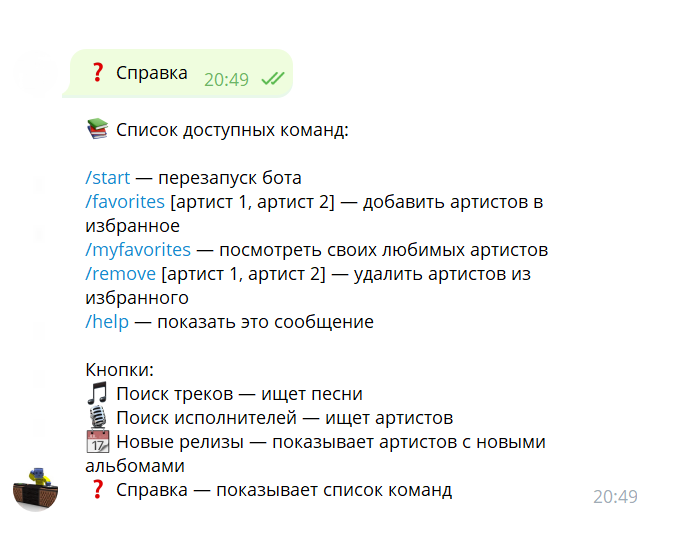 ❓ Справка 20:49
📚 Список доступных команд:
/start — перезапуск бота
/favorites [артист 1, артист 2] — добавить артистов в
избранное
/myfavorites — посмотреть своих любимых артистов
/remove [артист 1, артист 2] — удалить артистов из
избранного
/help — показать это сообщение
Кнопки:
🎵 Поиск треков — ищет песни
🎙 Поиск исполнителей — ищет артистов
📅 Новые релизы — показывает артистов с новыми
альбомами
❓ Справка — показывает список команд
20:49